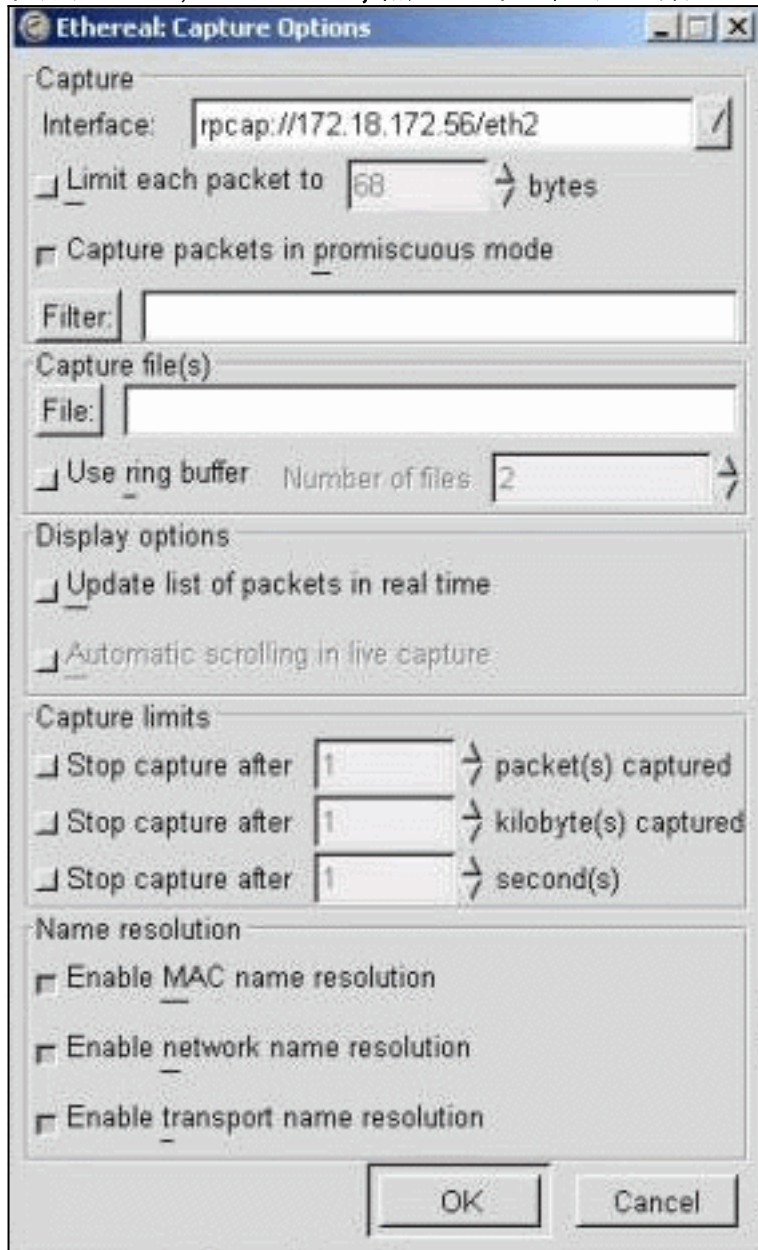 Ethereal: Capture Options
Capture
Interface: rpcap://172.18.172.56/eth2
Limit each packet to 68 bytes
Capture packets in promiscuous mode
Filter:
Capture file(s)
File:
Use ring buffer Number of files 2
Display options
Update list of packets in real time
Automatic scrolling in live capture
Capture limits
Stop capture after 1 packet(s) captured
Stop capture after 1 kilobyte(s) captured
Stop capture after 1 second(s)
Name resolution
Enable MAC name resolution
Enable network name resolution
Enable transport name resolution
OK Cancel